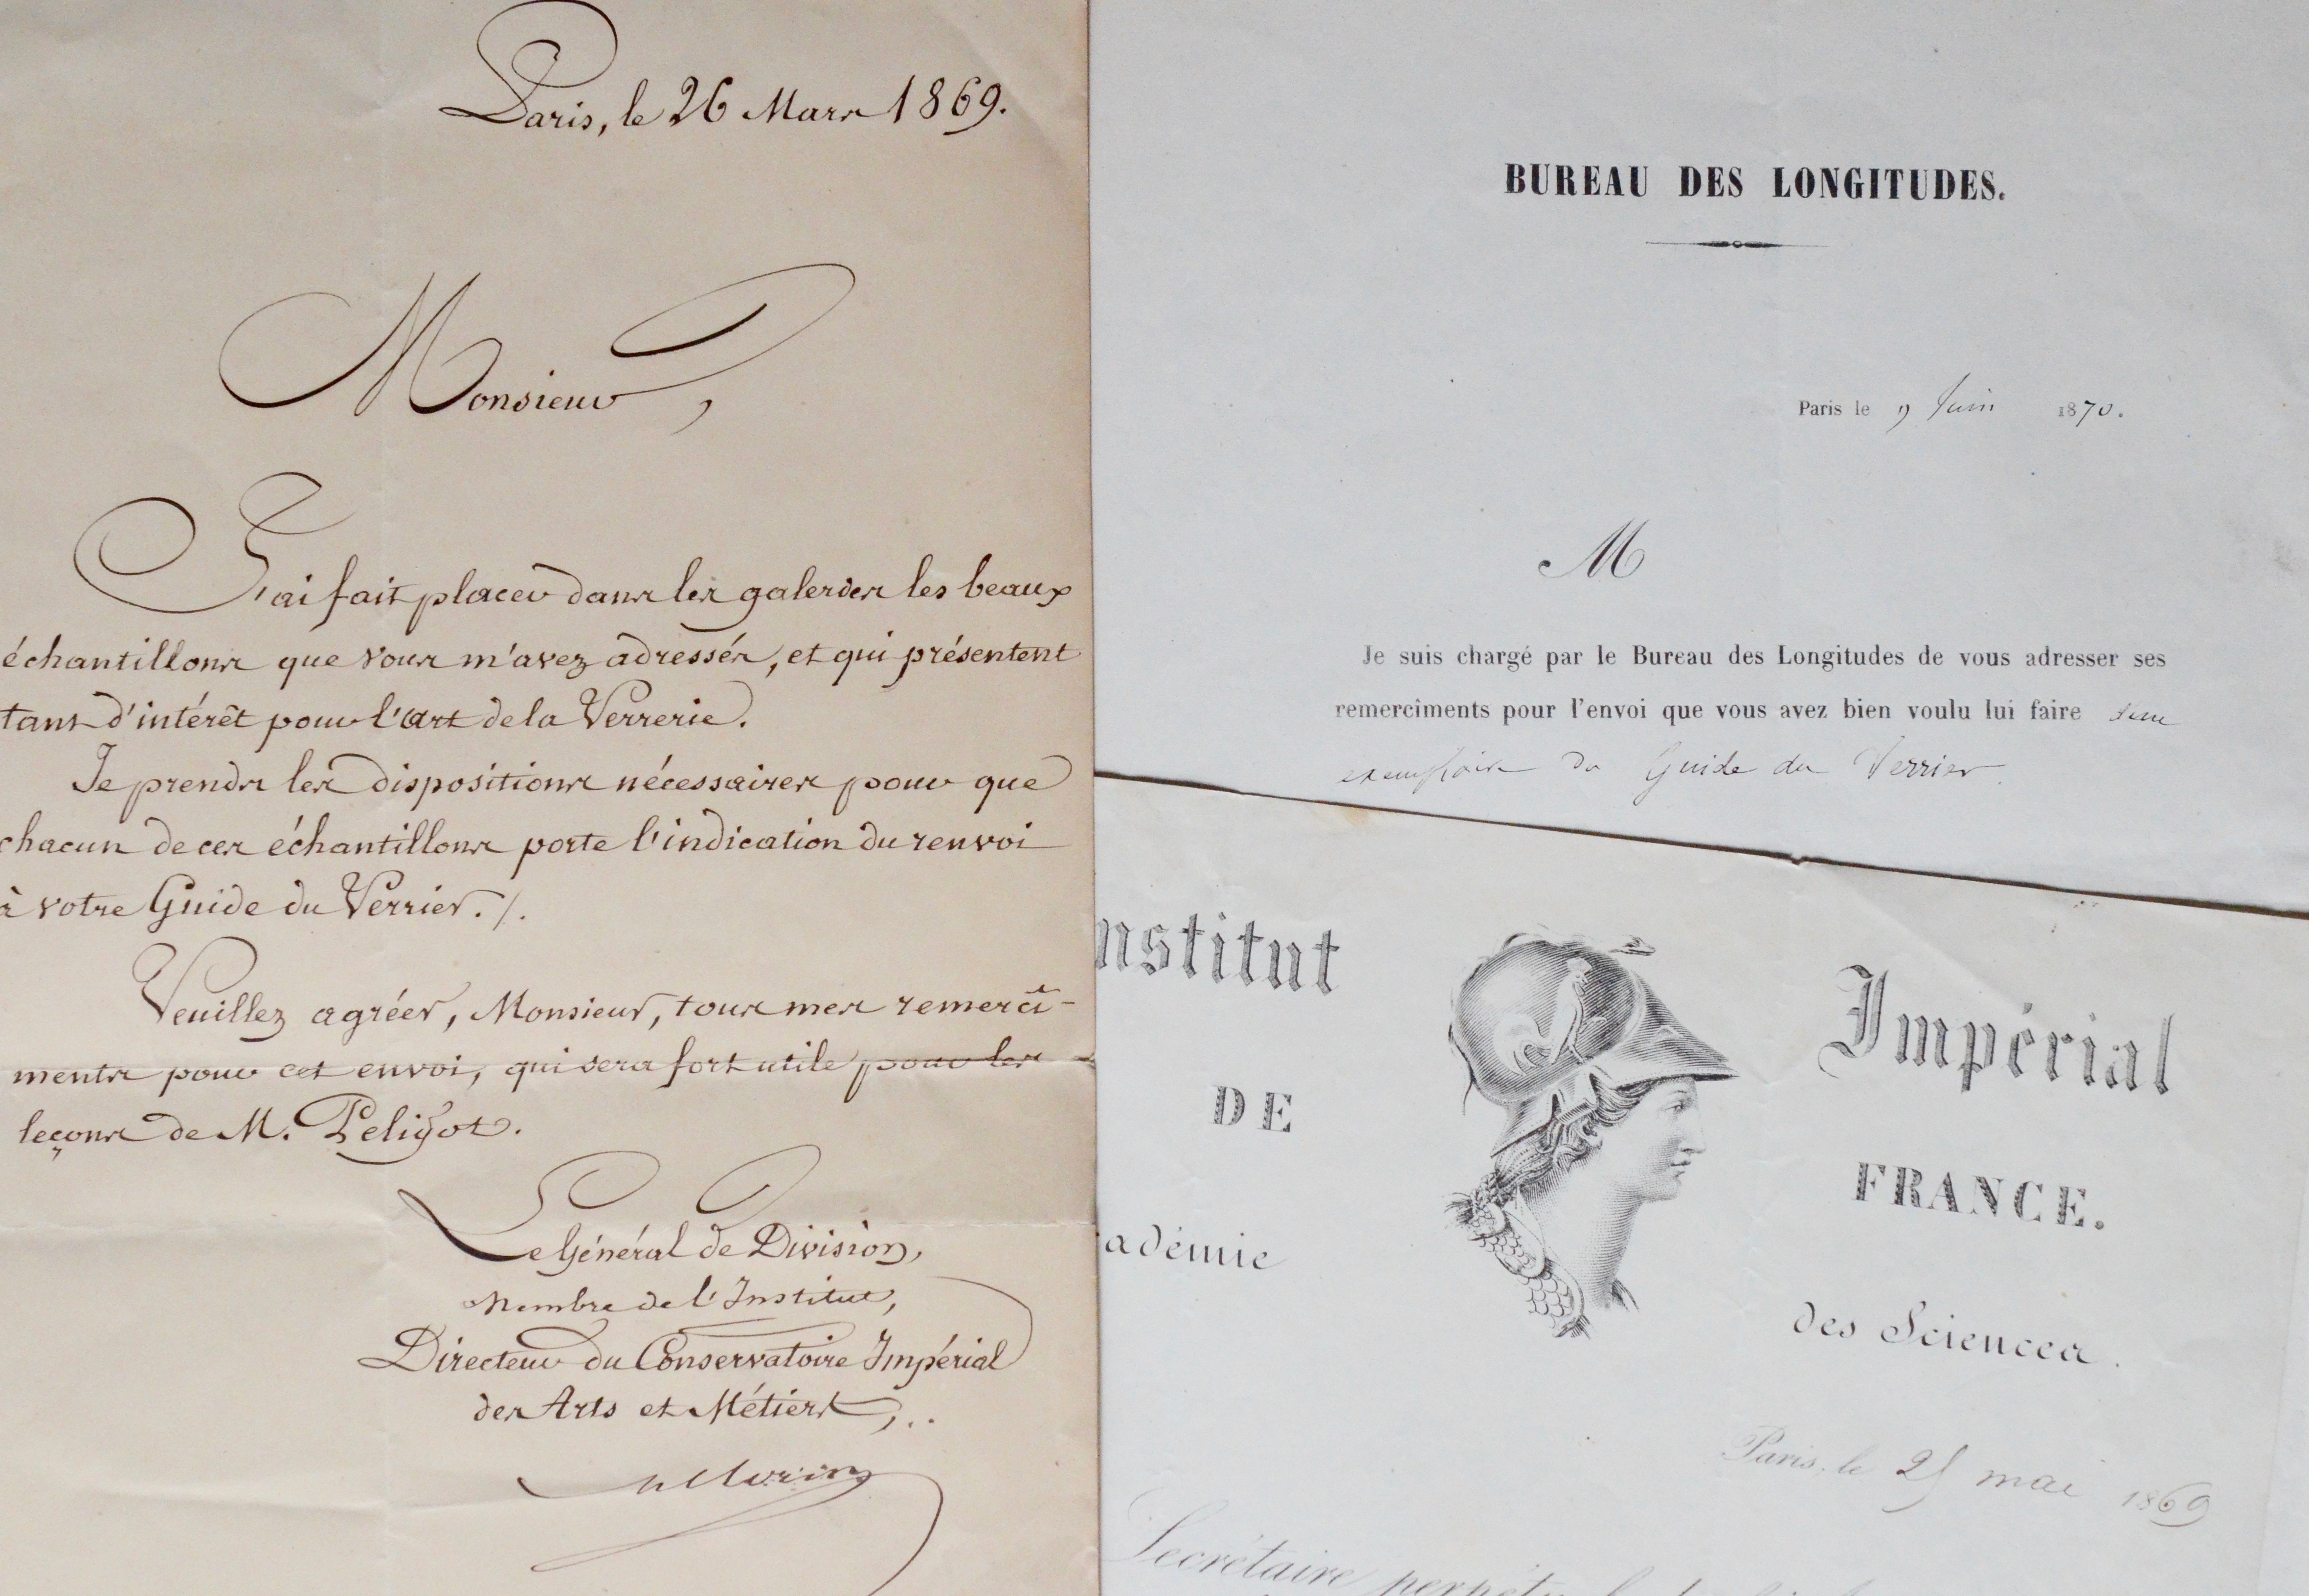 Paris, le 26 Mars 1869.
Monsieur,
J'ai fait placer dans les galeries les beaux
échantillons que vous m'avez adressés, et qui présentent
tant d'intérêt pour l'art de la Verrerie.
Je prends les dispositions nécessaires pour que
chacun de ces échantillons porte l'indication du renvoi
à votre Guide du Verrier. /.
Veuillez agréer, Monsieur, tous mes remercî-
ments pour cet envoi, qui sera fort utile pour les
leçons de M. Peligot.
Le Général de Division,
Membre de l'Institut,
Directeur du Conservatoire Impérial
des Arts et Métiers,..
Morin
BUREAU DES LONGITUDES.
Paris le 9 Juin 1870.
M
Je suis chargé par le Bureau des Longitudes de vous adresser ses
remercîments pour l'envoi que vous avez bien voulu lui faire
exemplaire du Guide du Verrier.
nstitut Impérial
DE FRANCE.
adémie des Sciences.
Paris, le 25 mai 1869
Secrétaire